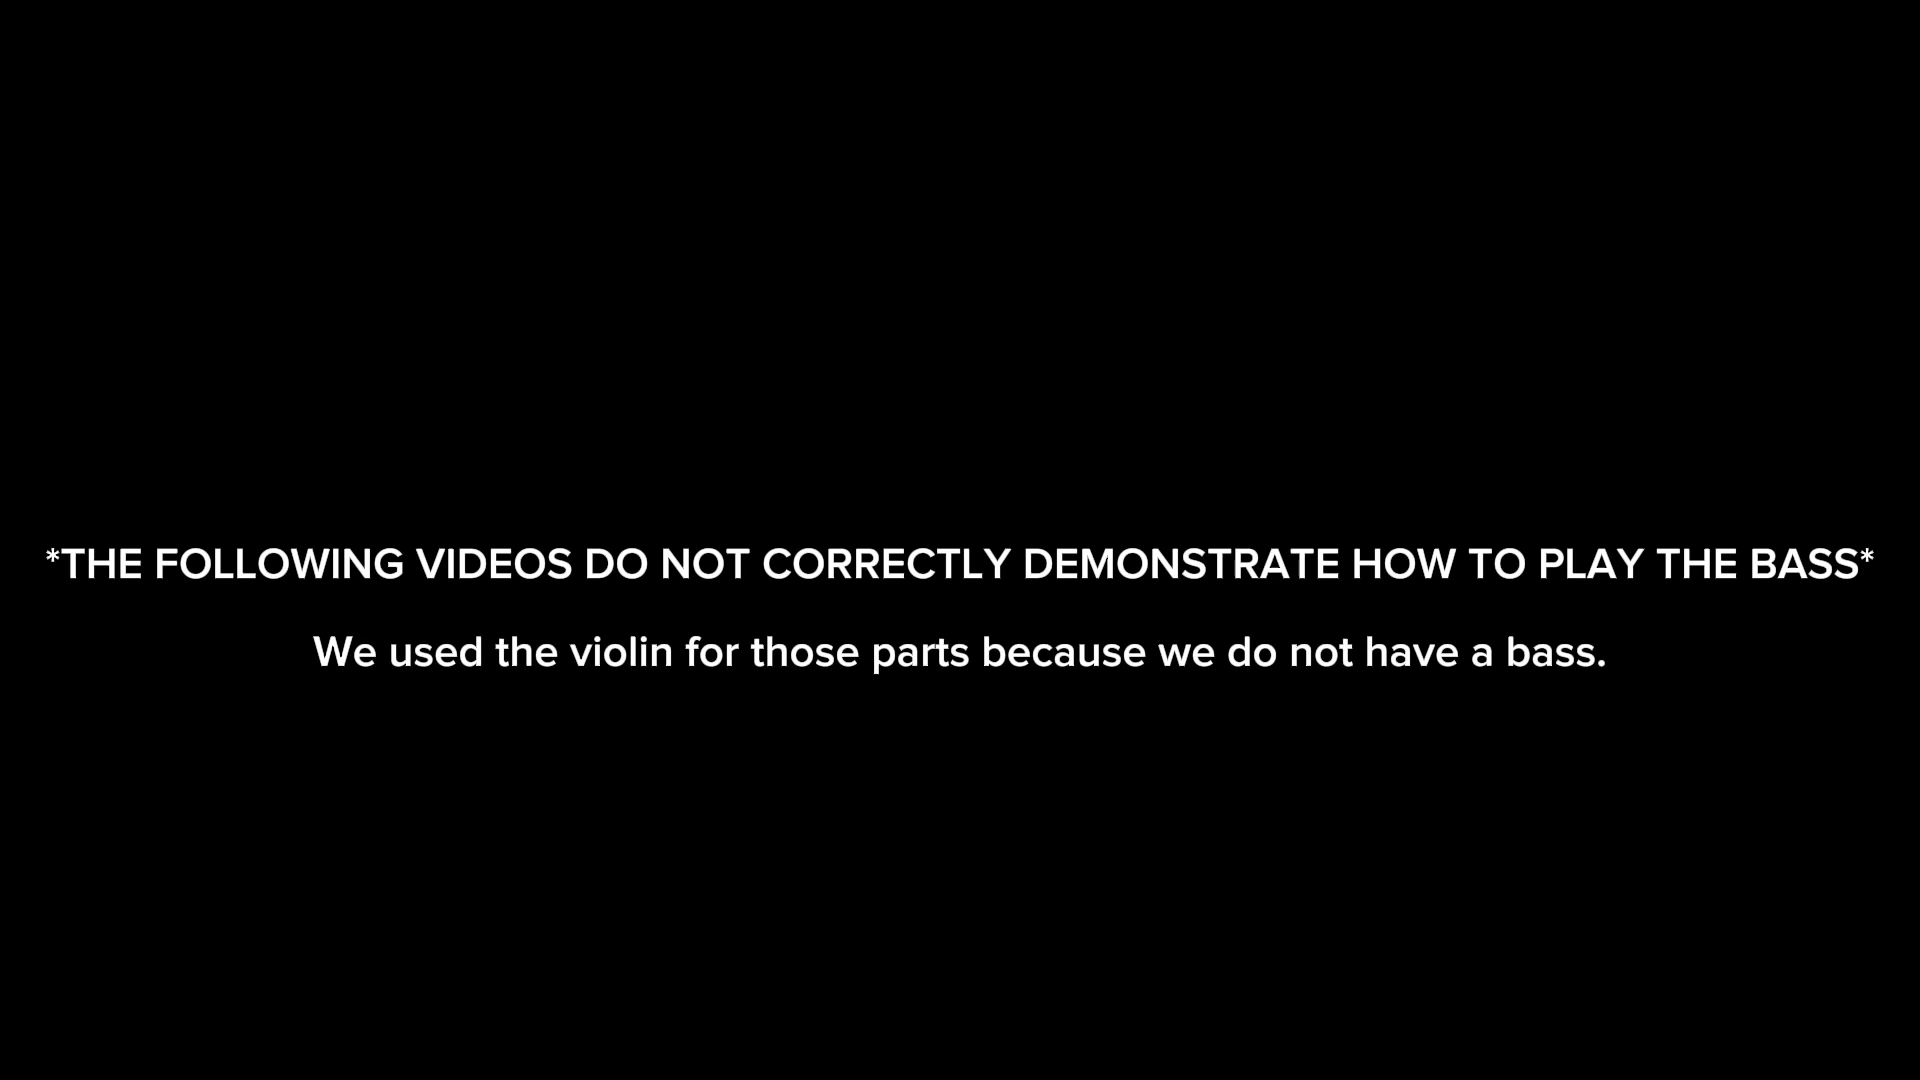 *THE FOLLOWING VIDEOS DO NOT CORRECTLY DEMONSTRATE HOW TO PLAY THE BASS*
We used the violin for those parts because we do not have a bass.